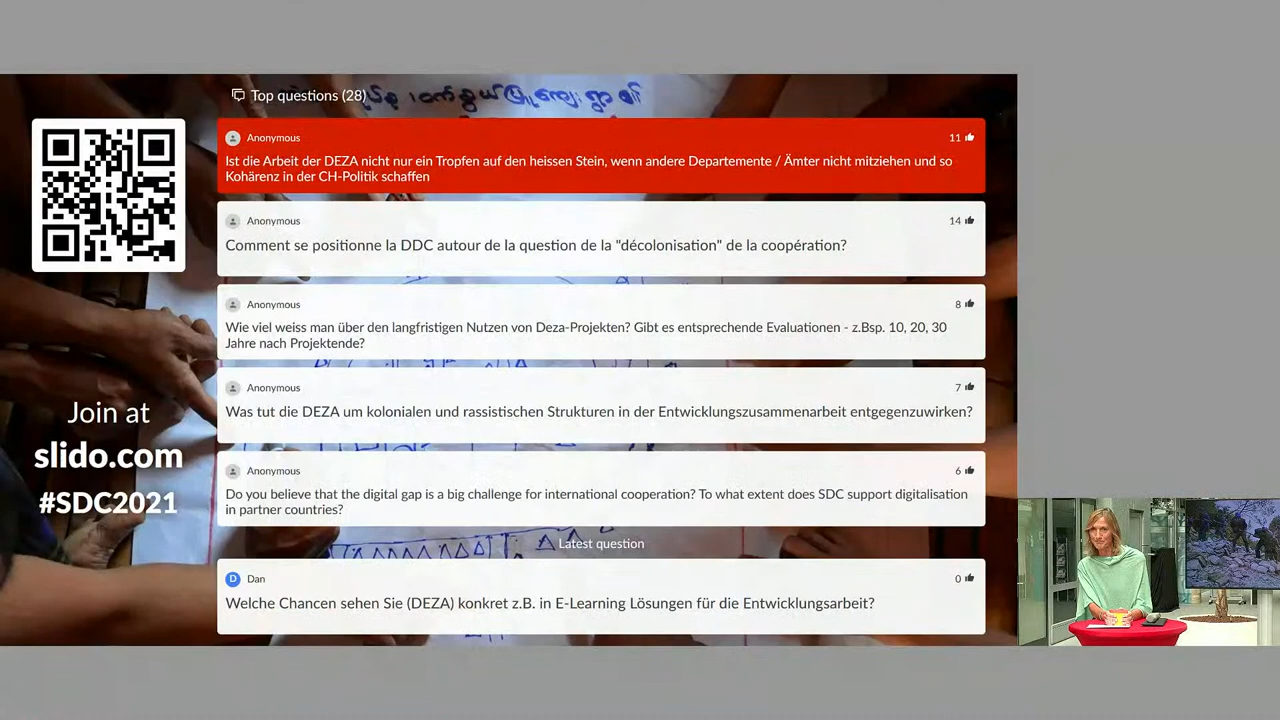 Top questions (28)
Anonymous
11
Ist die Arbeit der DEZA nicht nur ein Tropfen auf den heissen Stein, wenn andere Departemente / Ämter nicht mitziehen und so
Kohärenz in der CH-Politik schaffen
Anonymous
14
Comment se positionne la DDC autour de la question de la "décolonisation" de la coopération?
Anonymous
8
Wie viel weiss man über den langfristigen Nutzen von Deza-Projekten? Gibt es entsprechende Evaluationen - z.Bsp. 10, 20, 30
Jahre nach Projektende?
Anonymous
7
Was tut die DEZA um kolonialen und rassistischen Strukturen in der Entwicklungszusammenarbeit entgegenzuwirken?
Anonymous
6
Do you believe that the digital gap is a big challenge for international cooperation? To what extent does SDC support digitalisation
in partner countries?
Latest question
D Dan
0
Welche Chancen sehen Sie (DEZA) konkret z.B. in E-Learning Lösungen für die Entwicklungsarbeit?
Join at
slido.com
#SDC2021